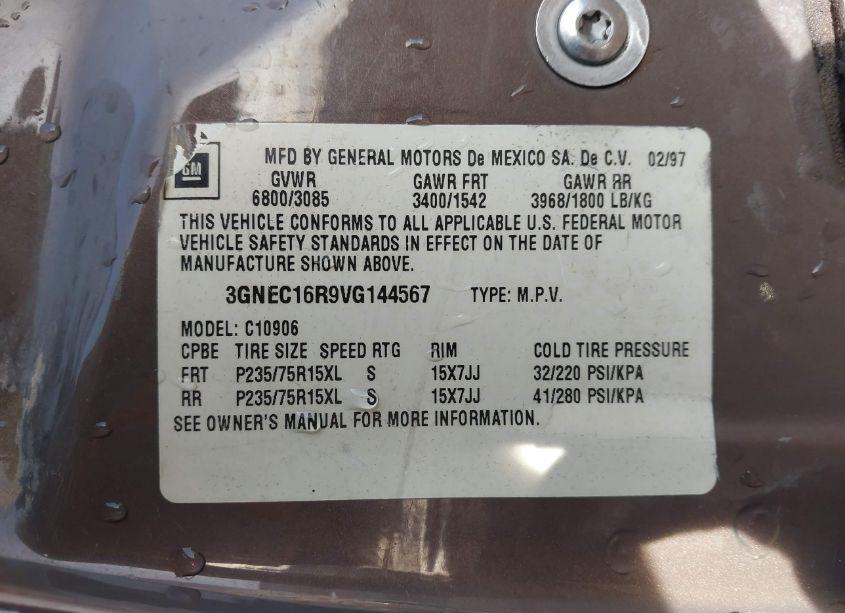 GM
MFD BY GENERAL MOTORS De MEXICO SA. De C.V. 02/97
GVWR GAWR FRT GAWR RR
6800/3085 3400/1542 3968/1800 LB/KG
THIS VEHICLE CONFORMS TO ALL APPLICABLE U.S. FEDERAL MOTOR
VEHICLE SAFETY STANDARDS IN EFFECT ON THE DATE OF
MANUFACTURE SHOWN ABOVE.
3GNEC16R9VG144567 TYPE: M.P.V.
MODEL: C10906
CPBE TIRE SIZE SPEED RTG RIM COLD TIRE PRESSURE
FRT P235/75R15XL S 15X7JJ 32/220 PSI/KPA
RR P235/75R15XL S 15X7JJ 41/280 PSI/KPA
SEE OWNER'S MANUAL FOR MORE INFORMATION.